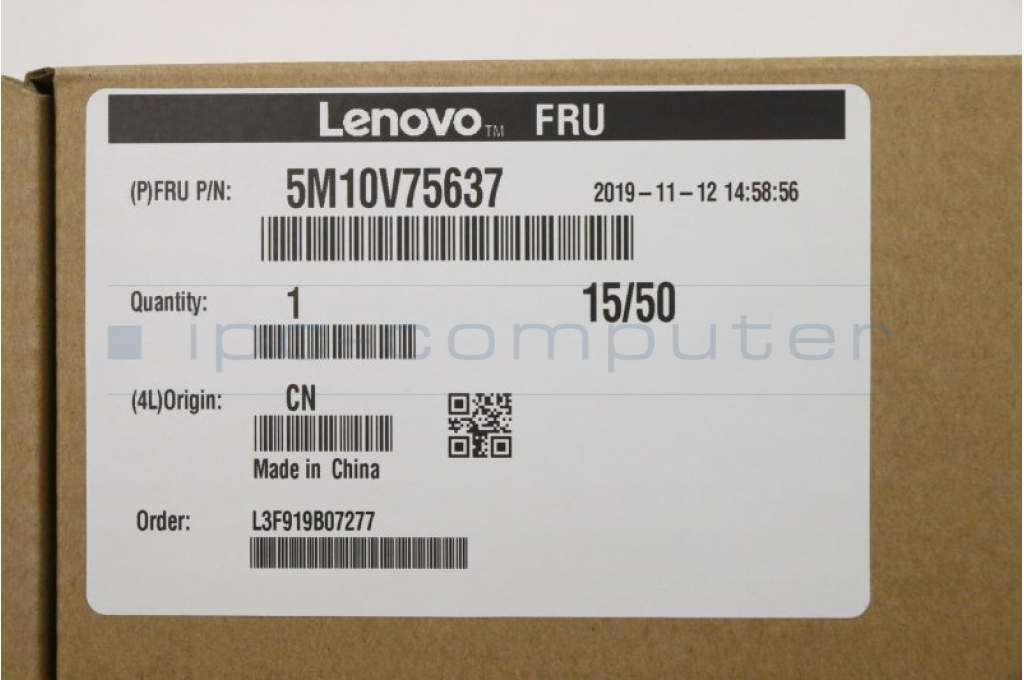 Lenovo™ FRU
(P)FRU P/N: 5M10V75637 2019-11-12 14:58:56
Quantity: 1 15/50
ipc-computer
(4L)Origin: CN
Made in China
Order: L3F919B07277